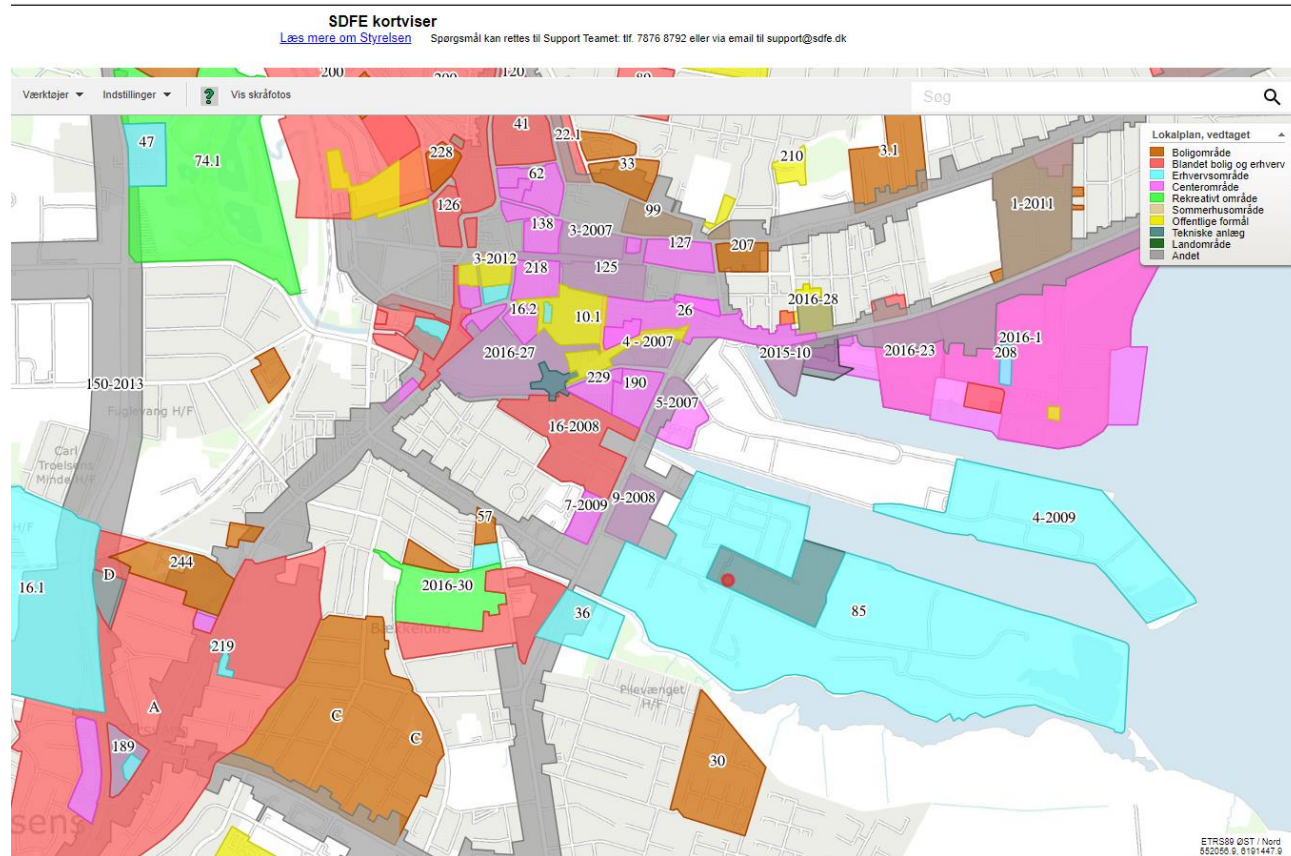 SDFE kortviser
Læs mere om Styrelsen Spørgsmål kan rettes til Support Teamet: tlf. 7876 8792 eller via email til support@sdfe.dk
200
200
120
89
Værktøjer Indstillinger ? Vis skråfotos Søg
Lokalplan, vedtaget
Boligområde
Blandet bolig og erhverv
Erhvervsområde
Centerområde
Rekreativt område
Sommerhusområde
Offentlige formål
Tekniske anlæg
Landområde
Andet
47
74.1
41
22.1
228
33
62
210
3.1
126
99
1-2011
138
3-2007
127
207
3-2012
218
125
2016-28
16.2
10.1
26
4 - 2007
2016-27
2015-10
2016-23
2016-1
208
150-2013
229
190
Fuglevang H/F
5-2007
16-2008
Carl
Troelsens
Minde H/F
7-2009
9-2008
57
4-2009
D
244
16.1
2016-30
Bækkelund
36
85
219
Pilevænget
H/F
A
C
C
189
30
sens
ETRS89 ØST / Nord
552056.9, 6191447.9